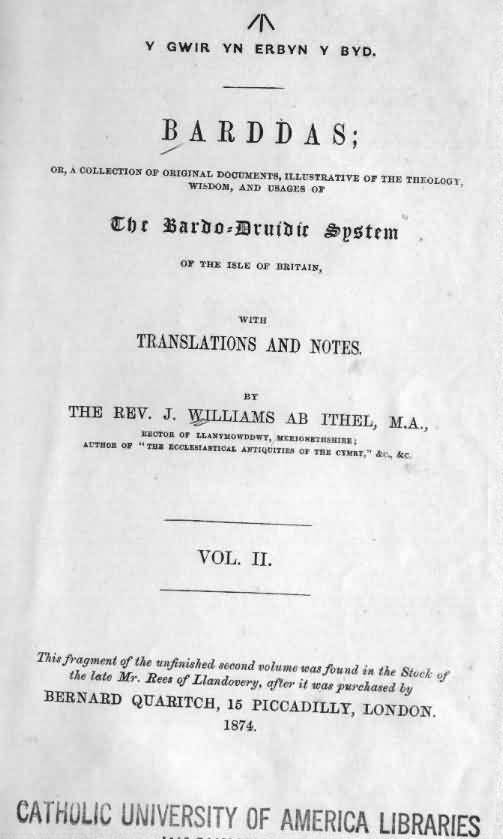 Y GWIR YN ERBYN Y BYD.
BARDDAS;
OR, A COLLECTION OF ORIGINAL DOCUMENTS, ILLUSTRATIVE OF THE THEOLOGY,
WISDOM, AND USAGES OF
The Bardo-Druidic System
OF THE ISLE OF BRITAIN,
WITH
TRANSLATIONS AND NOTES.
BY
THE REV. J. WILLIAMS AB ITHEL, M.A.,
RECTOR OF LLANYMOWDDWY, MERIONETHSHIRE;
AUTHOR OF "THE ECCLESIASTICAL ANTIQUITIES OF THE CYMRY," &c., &c.
VOL. II.
This fragment of the unfinished second volume was found in the Stock of
the late Mr. Rees of Llandovery, after it was purchased by
BERNARD QUARITCH, 15 PICCADILLY, LONDON.
1874.
CATHOLIC UNIVERSITY OF AMERICA LIBRARIES